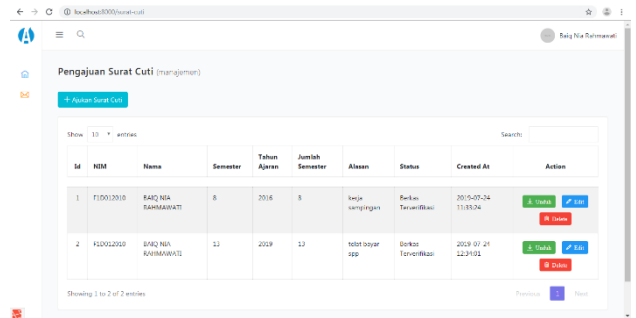 localhost:8000/surat-cuti
Baiq Nia Rahmawati
Pengajuan Surat Cuti (manajemen)
+ Ajukan Surat Cuti
Show 10 entries Search:
Id NIM Nama Semester Tahun Ajaran Jumlah Semester Alasan Status Created At Action
1 F1D012010 BAIQ NIA RAHMAWATI 8 2016 8 kerja sampingan Berkas Terverifikasi 2019-07-24 11:33:24 Unduh Edit
Delete
2 F1D012010 BAIQ NIA RAHMAWATI 13 2019 13 telat bayar spp Berkas Terverifikasi 2019-07-24 12:34:01 Unduh Edit
Delete
Showing 1 to 2 of 2 entries Previous 1 Next